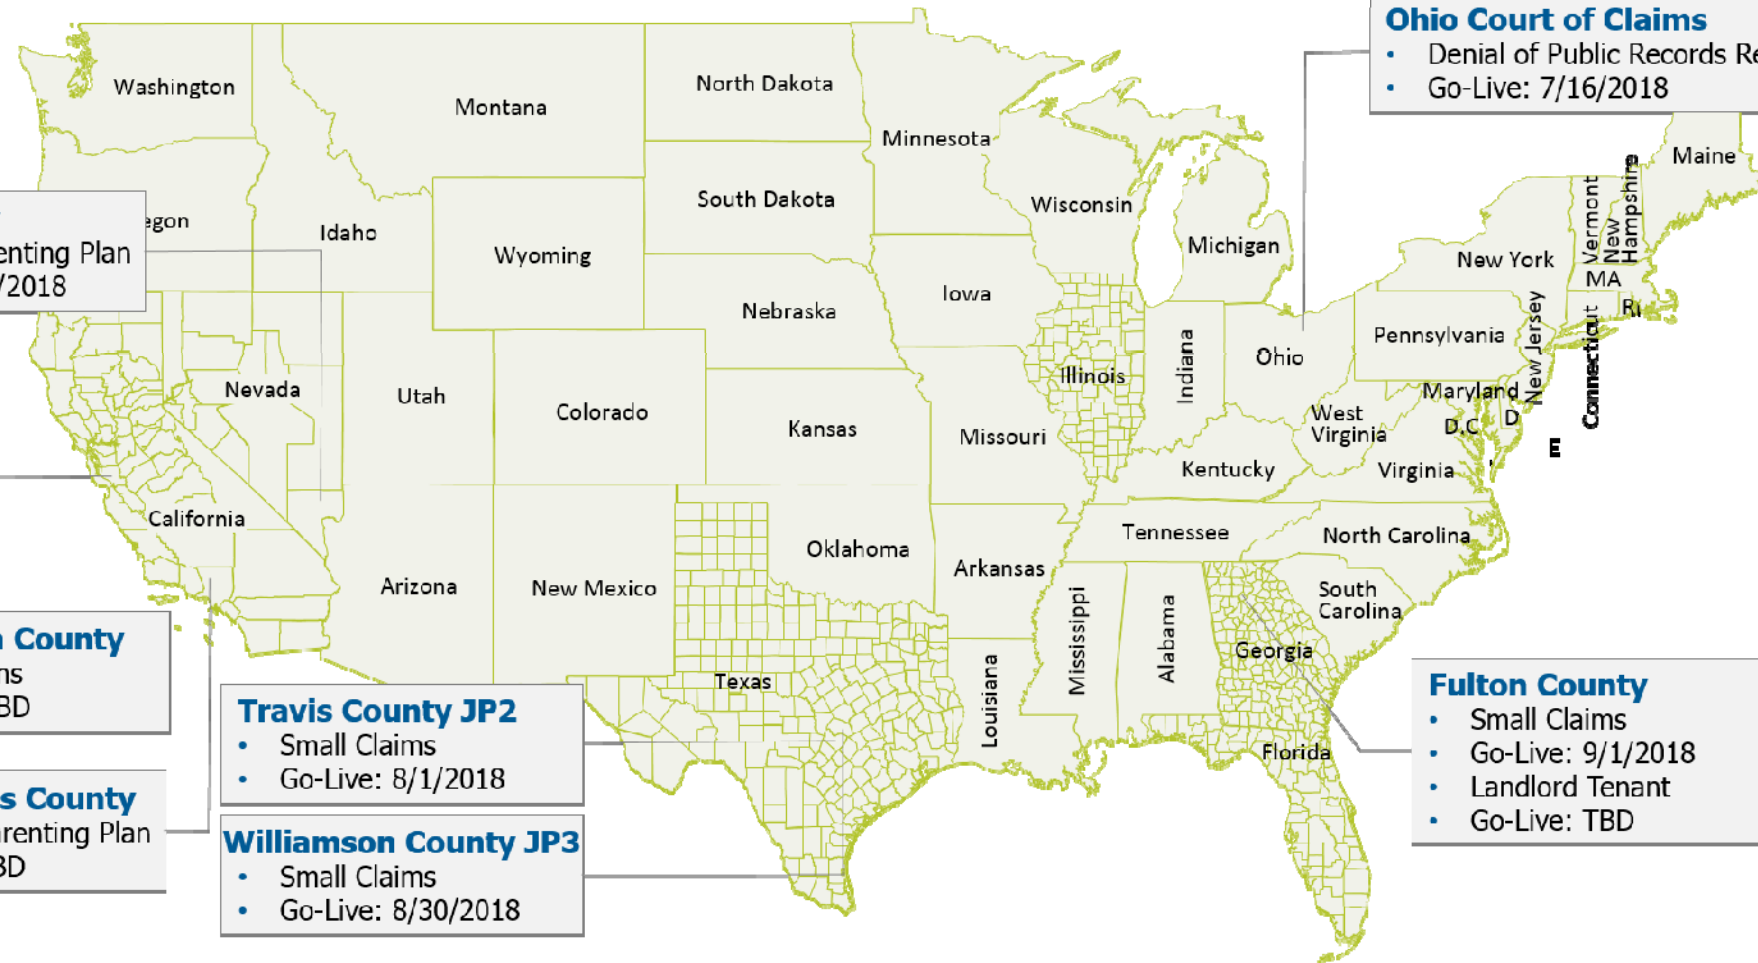 Ohio Court of Claims
• Denial of Public Records
• Go-Live: 7/16/2018
Washington
Montana
North Dakota
Minnesota
Maine
Vermont
New
Hampshire
South Dakota
Wisconsin
Michigan
New York
MA
RI
Connecticut
New Jersey
Plan
/2018
Idaho
Wyoming
Iowa
Nebraska
Pennsylvania
Nevada
Utah
Colorado
Kansas
Illinois
Indiana
Ohio
Maryland
D.C
D
E
West
Virginia
Missouri
Kentucky
Virginia
California
Tennessee
North Carolina
Oklahoma
Arkansas
Arizona
New Mexico
South
Carolina
Mississippi
Alabama
Georgia
Texas
Louisiana
Florida
County
BD
County
Plan
BD
Travis County JP2
• Small Claims
• Go-Live: 8/1/2018
Williamson County JP3
• Small Claims
• Go-Live: 8/30/2018
Fulton County
• Small Claims
• Go-Live: 9/1/2018
• Landlord Tenant
• Go-Live: TBD